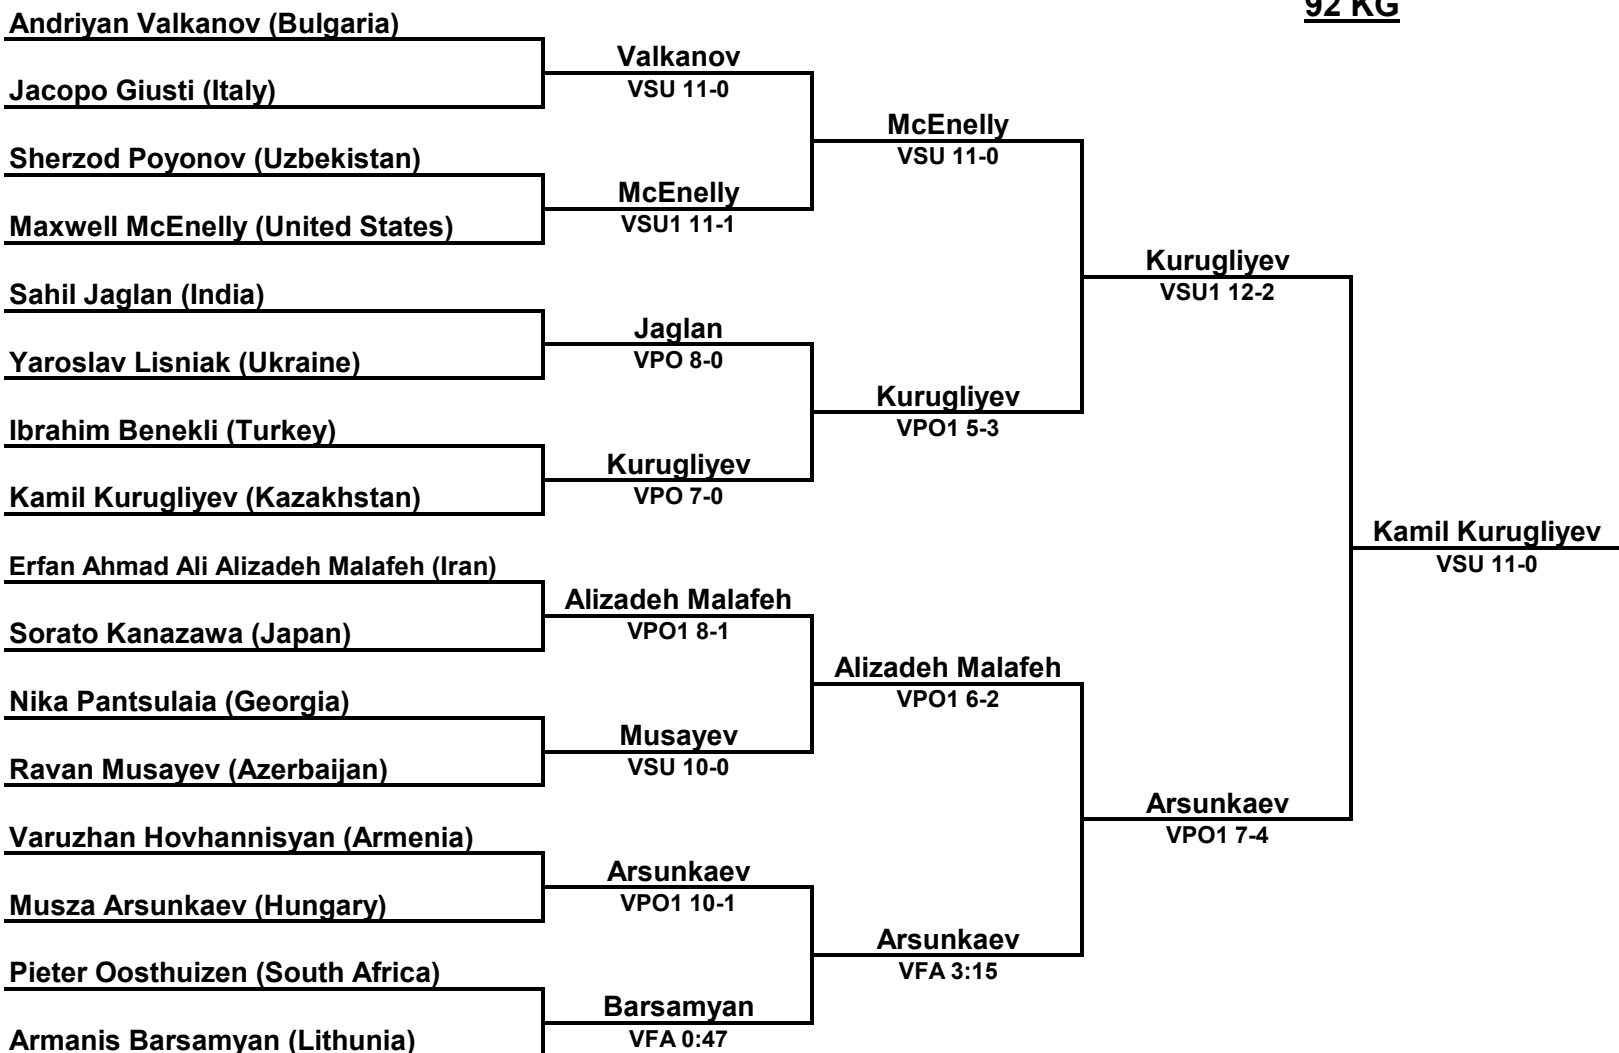 92 KG
Andriyan Valkanov (Bulgaria)
Valkanov
VSU 11-0
Jacopo Giusti (Italy)
McEnelly
VSU 11-0
Sherzod Poyonov (Uzbekistan)
McEnelly
VSU1 11-1
Maxwell McEnelly (United States)
Kurugliyev
VSU1 12-2
Sahil Jaglan (India)
Jaglan
VPO 8-0
Yaroslav Lisniak (Ukraine)
Kurugliyev
VPO1 5-3
Ibrahim Benekli (Turkey)
Kurugliyev
VPO 7-0
Kamil Kurugliyev (Kazakhstan)
Kamil Kurugliyev
VSU 11-0
Erfan Ahmad Ali Alizadeh Malafeh (Iran)
Alizadeh Malafeh
VPO1 8-1
Sorato Kanazawa (Japan)
Alizadeh Malafeh
VPO1 6-2
Nika Pantsulaia (Georgia)
Musayev
VSU 10-0
Ravan Musayev (Azerbaijan)
Arsunkaev
VPO1 7-4
Varuzhan Hovhannisyan (Armenia)
Arsunkaev
VPO1 10-1
Musza Arsunkaev (Hungary)
Arsunkaev
VFA 3:15
Pieter Oosthuizen (South Africa)
Barsamyan
VFA 0:47
Armanis Barsamyan (Lithunia)